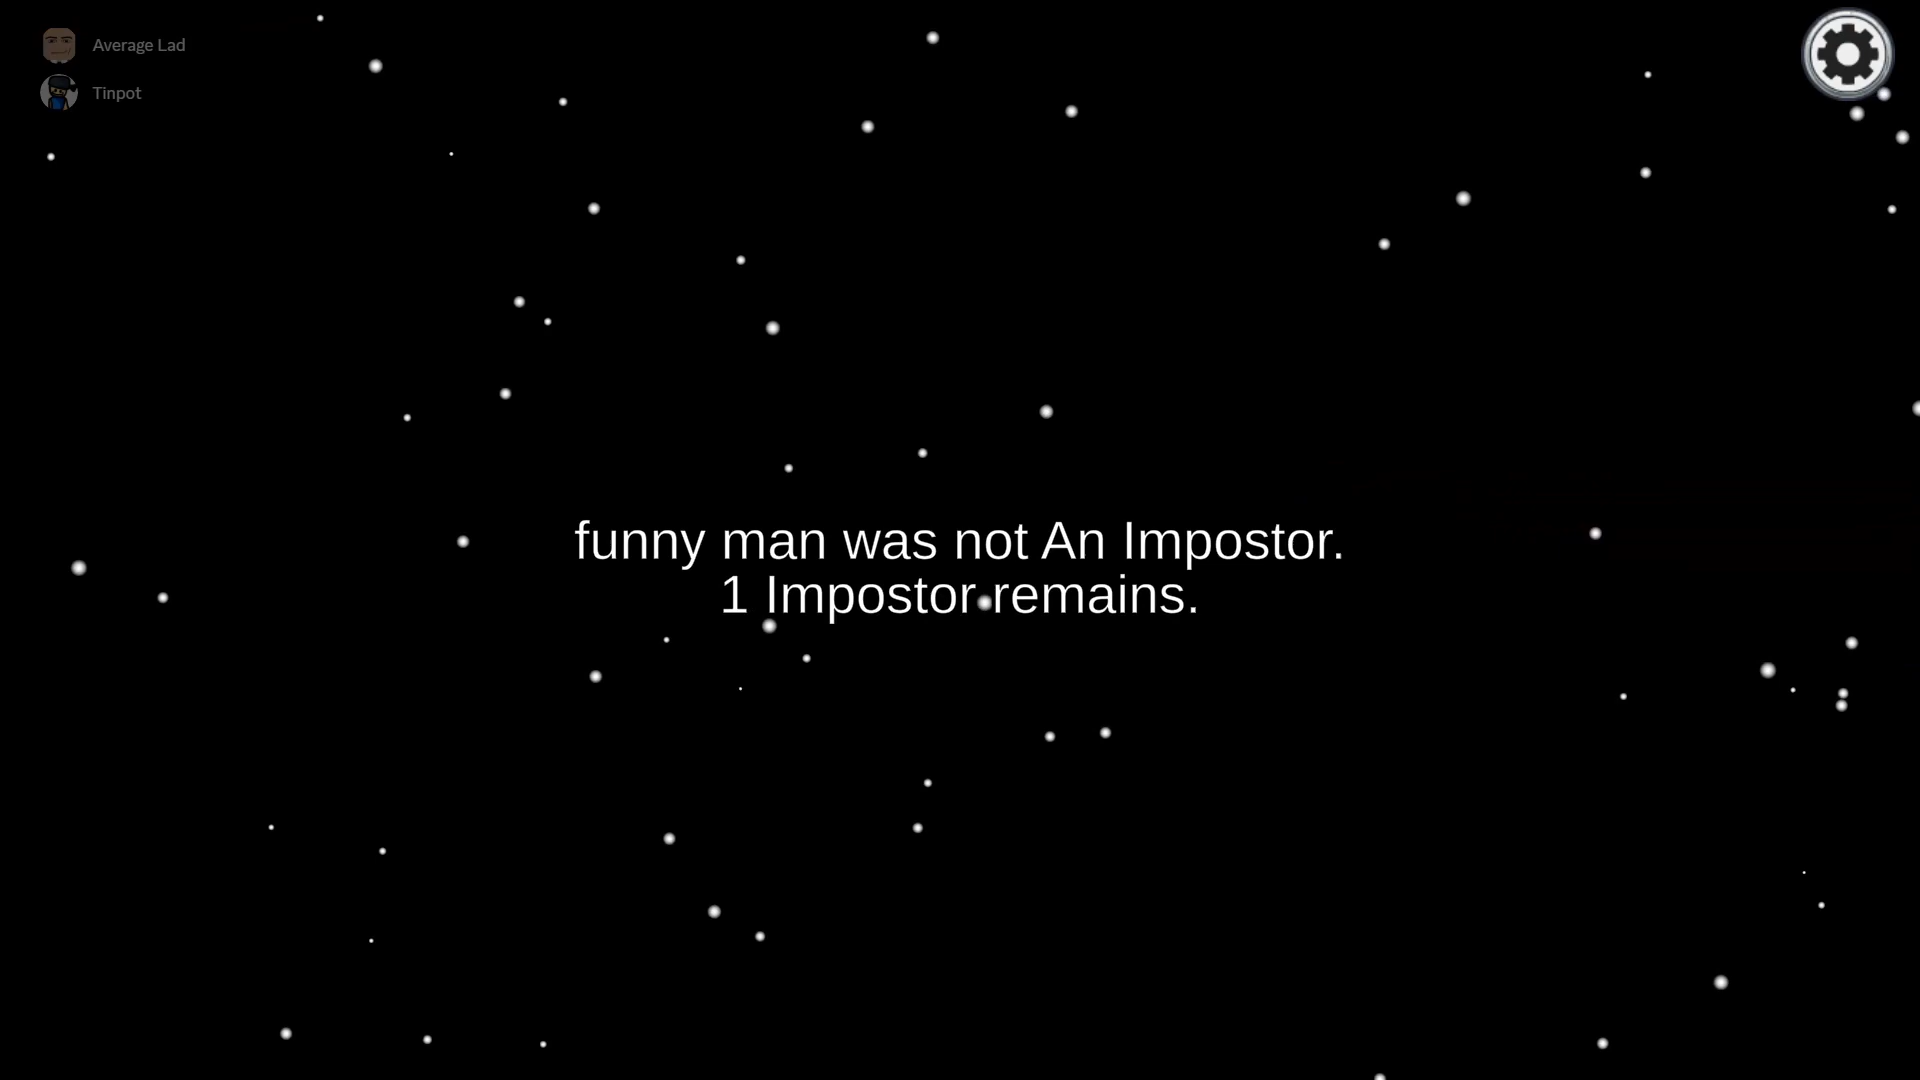 Average Lad
Tinpot
funny man was not An Impostor.
1 Impostor remains.